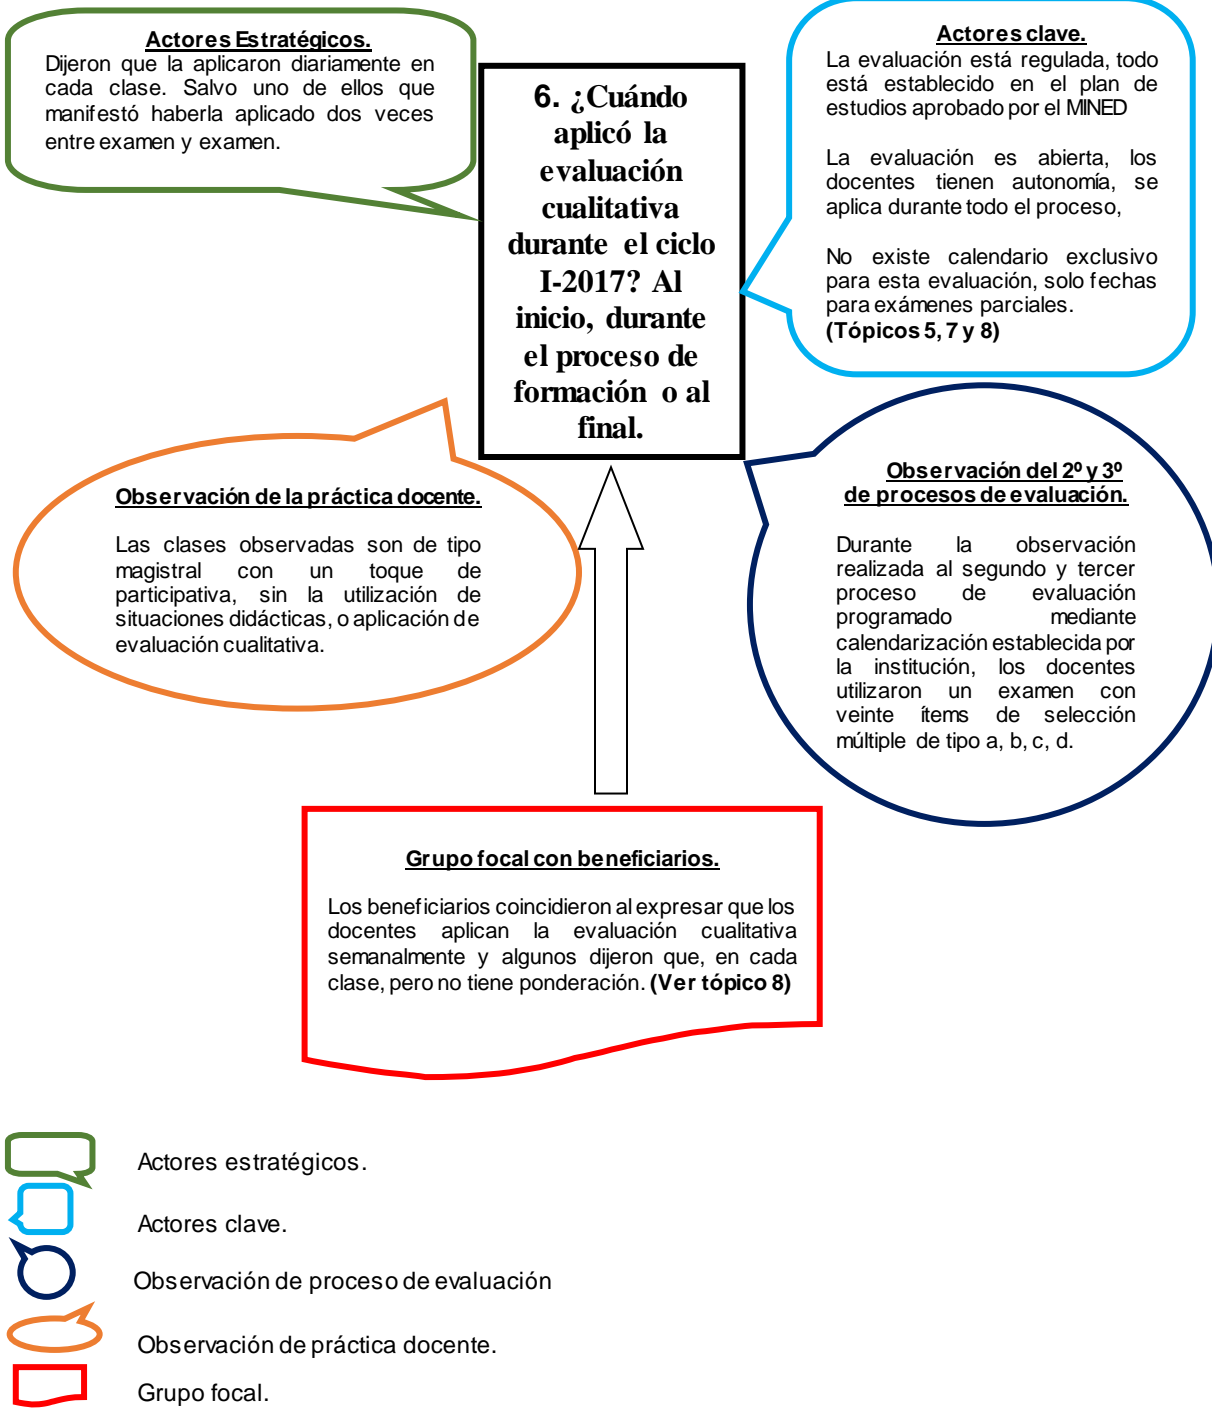 Actores Estratégicos.
Dijeron que la aplicaron diariamente en
cada clase. Salvo uno de ellos que
manifestó haberla aplicado dos veces
entre examen y examen.
6. ¿Cuándo
aplicó la
evaluación
cualitativa
durante el ciclo
I-2017? Al
inicio, durante
el proceso de
formación o al
final.
Actores clave.
La evaluación está regulada, todo
está establecido en el plan de
estudios aprobado por el MINED
La evaluación es abierta, los
docentes tienen autonomía, se
aplica durante todo el proceso,
No existe calendario exclusivo
para esta evaluación, solo fechas
para exámenes parciales.
(Tópicos 5, 7 y 8)
Observación de la práctica docente.
Las clases observadas son de tipo
magistral con un toque de
participativa, sin la utilización de
situaciones didácticas, o aplicación de
evaluación cualitativa.
Observación del 2º y 3º
de procesos de evaluación.
Durante la observación
realizada al segundo y tercer
proceso de evaluación
programado mediante
calendarización establecida por
la institución, los docentes
utilizaron un examen con
veinte ítems de selección
múltiple de tipo a, b, c, d.
Grupo focal con beneficiarios.
Los beneficiarios coincidieron al expresar que los
docentes aplican la evaluación cualitativa
semanalmente y algunos dijeron que, en cada
clase, pero no tiene ponderación. (Ver tópico 8)
Actores estratégicos.
Actores clave.
Observación de proceso de evaluación
Observación de práctica docente.
Grupo focal.